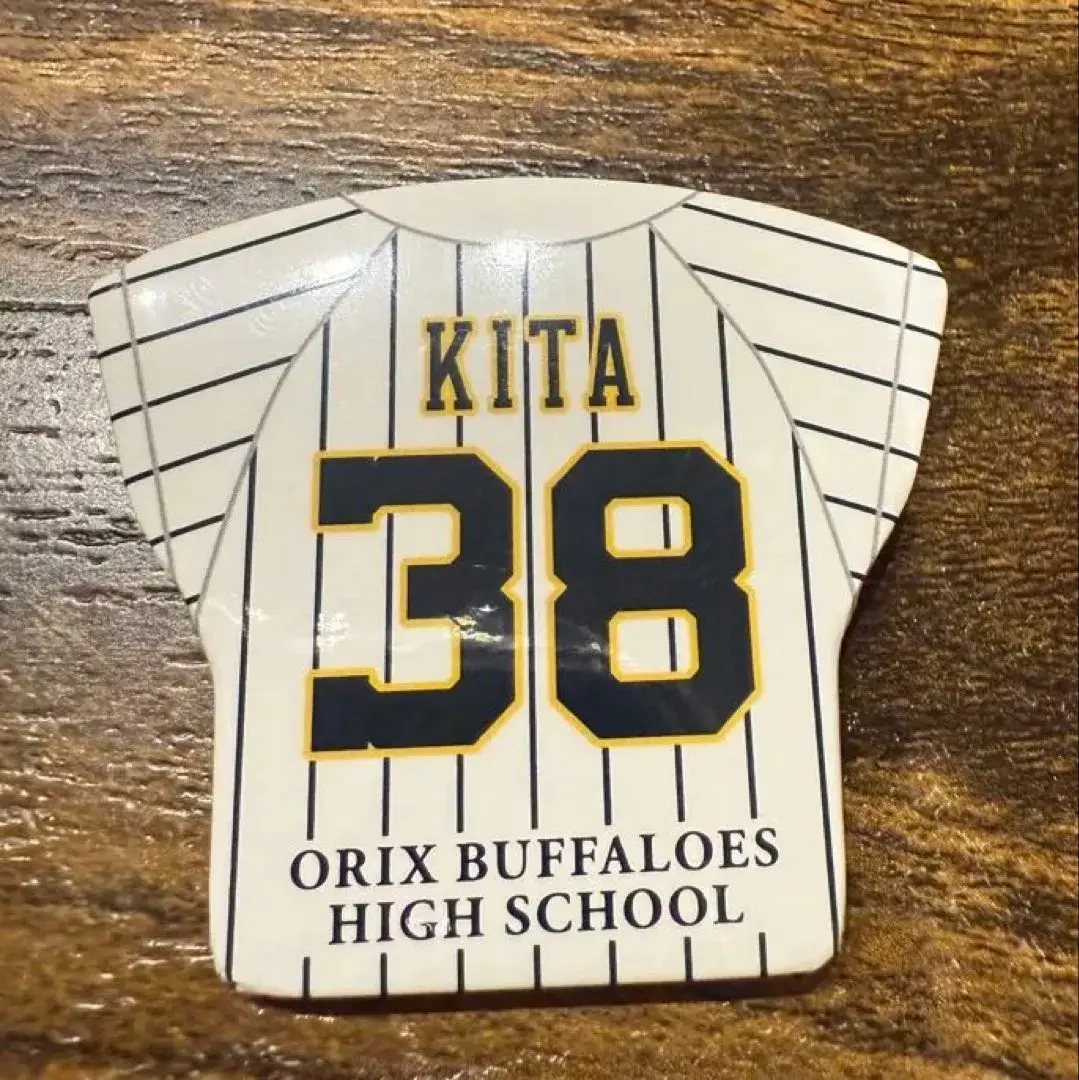 KITA
38
ORIX BUFFALOES
HIGH SCHOOL